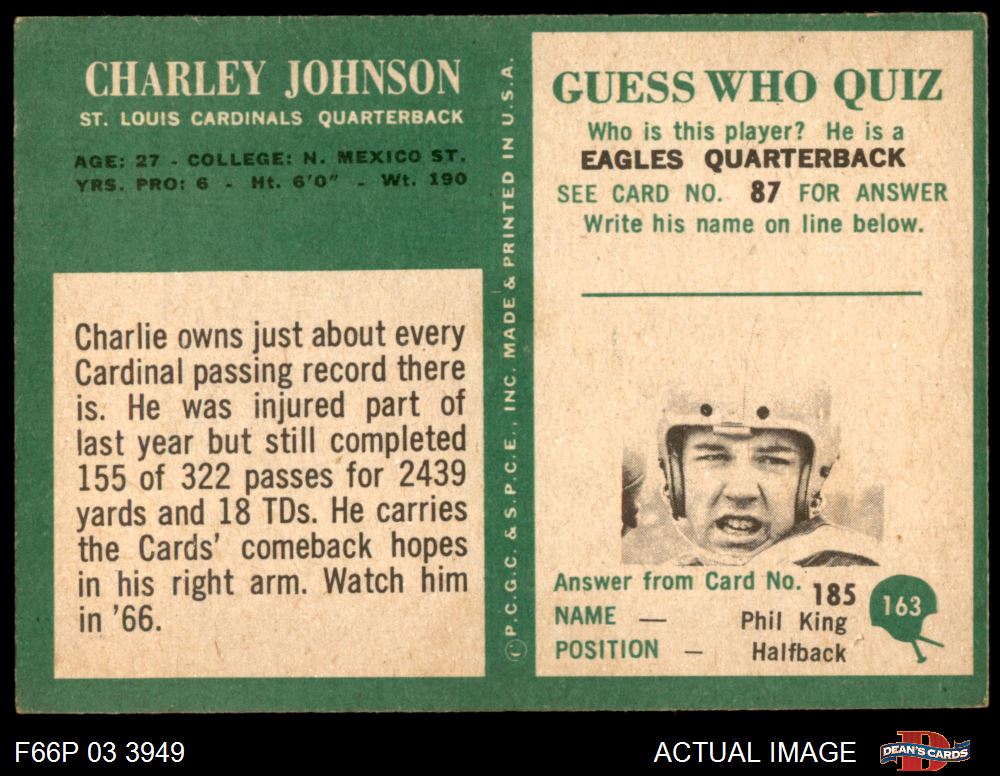 CHARLEY JOHNSON
ST. LOUIS CARDINALS QUARTERBACK
AGE: 27 - COLLEGE: N. MEXICO ST.
YRS. PRO: 6 - Ht. 6'0" - Wt. 190
Charlie owns just about every
Cardinal passing record there
is. He was injured part of
last year but still completed
155 of 322 passes for 2439
yards and 18 TDs. He carries
the Cards' comeback hopes
in his right arm. Watch him
in '66.
©P.C.G.C. & S.P.C.E., INC. MADE & PRINTED IN U.S.A.
GUESS WHO QUIZ
Who is this player? He is a
EAGLES QUARTERBACK
SEE CARD NO. 87 FOR ANSWER
Write his name on line below.
Answer from Card No. 185
NAME — Phil King
POSITION — Halfback
163
F66P 03 3949
ACTUAL IMAGE
D
DEAN'S CARDS